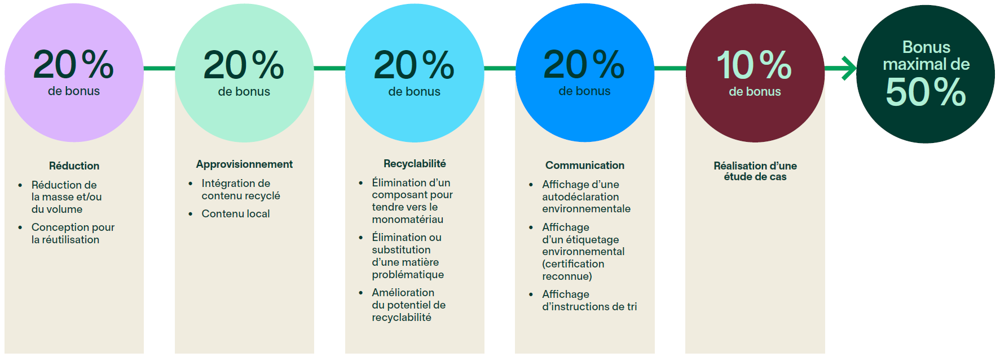 20 %
de bonus
Réduction
• Réduction de
la masse et/ou
du volume
• Conception pour
la réutilisation
20 %
de bonus
Approvisionnement
• Intégration de
contenu recyclé
• Contenu local
20 %
de bonus
Recyclabilité
• Élimination d’un
composant pour
tendre vers le
monomatériau
• Élimination ou
substitution
d’une matière
problématique
• Amélioration
du potentiel de
recyclabilité
20 %
de bonus
Communication
• Affichage d’une
autodéclaration
environnementale
• Affichage
d’un étiquetage
environnemental
(certification
reconnue)
• Affichage
d’instructions de tri
10 %
de bonus
Réalisation d’une
étude de cas
Bonus
maximal de
50 %